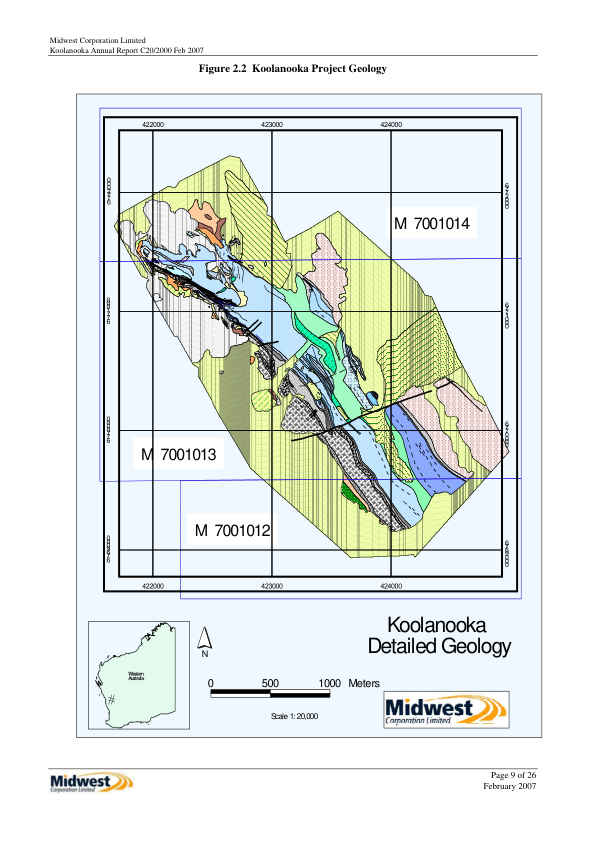 Midwest Corporation Limited
Koolanooka Annual Report C20/2000 Feb 2007
Figure 2.2 Koolanooka Project Geology
422000 423000 424000
M 7001014
M 7001013
M 7001012
422000 423000 424000
Koolanooka
Detailed Geology
Western
Australia
N
0 500 1000 Meters
Scale 1: 20,000
Midwest
Corporation Limited
Midwest
Corporation Limited
Page 9 of 26
February 2007